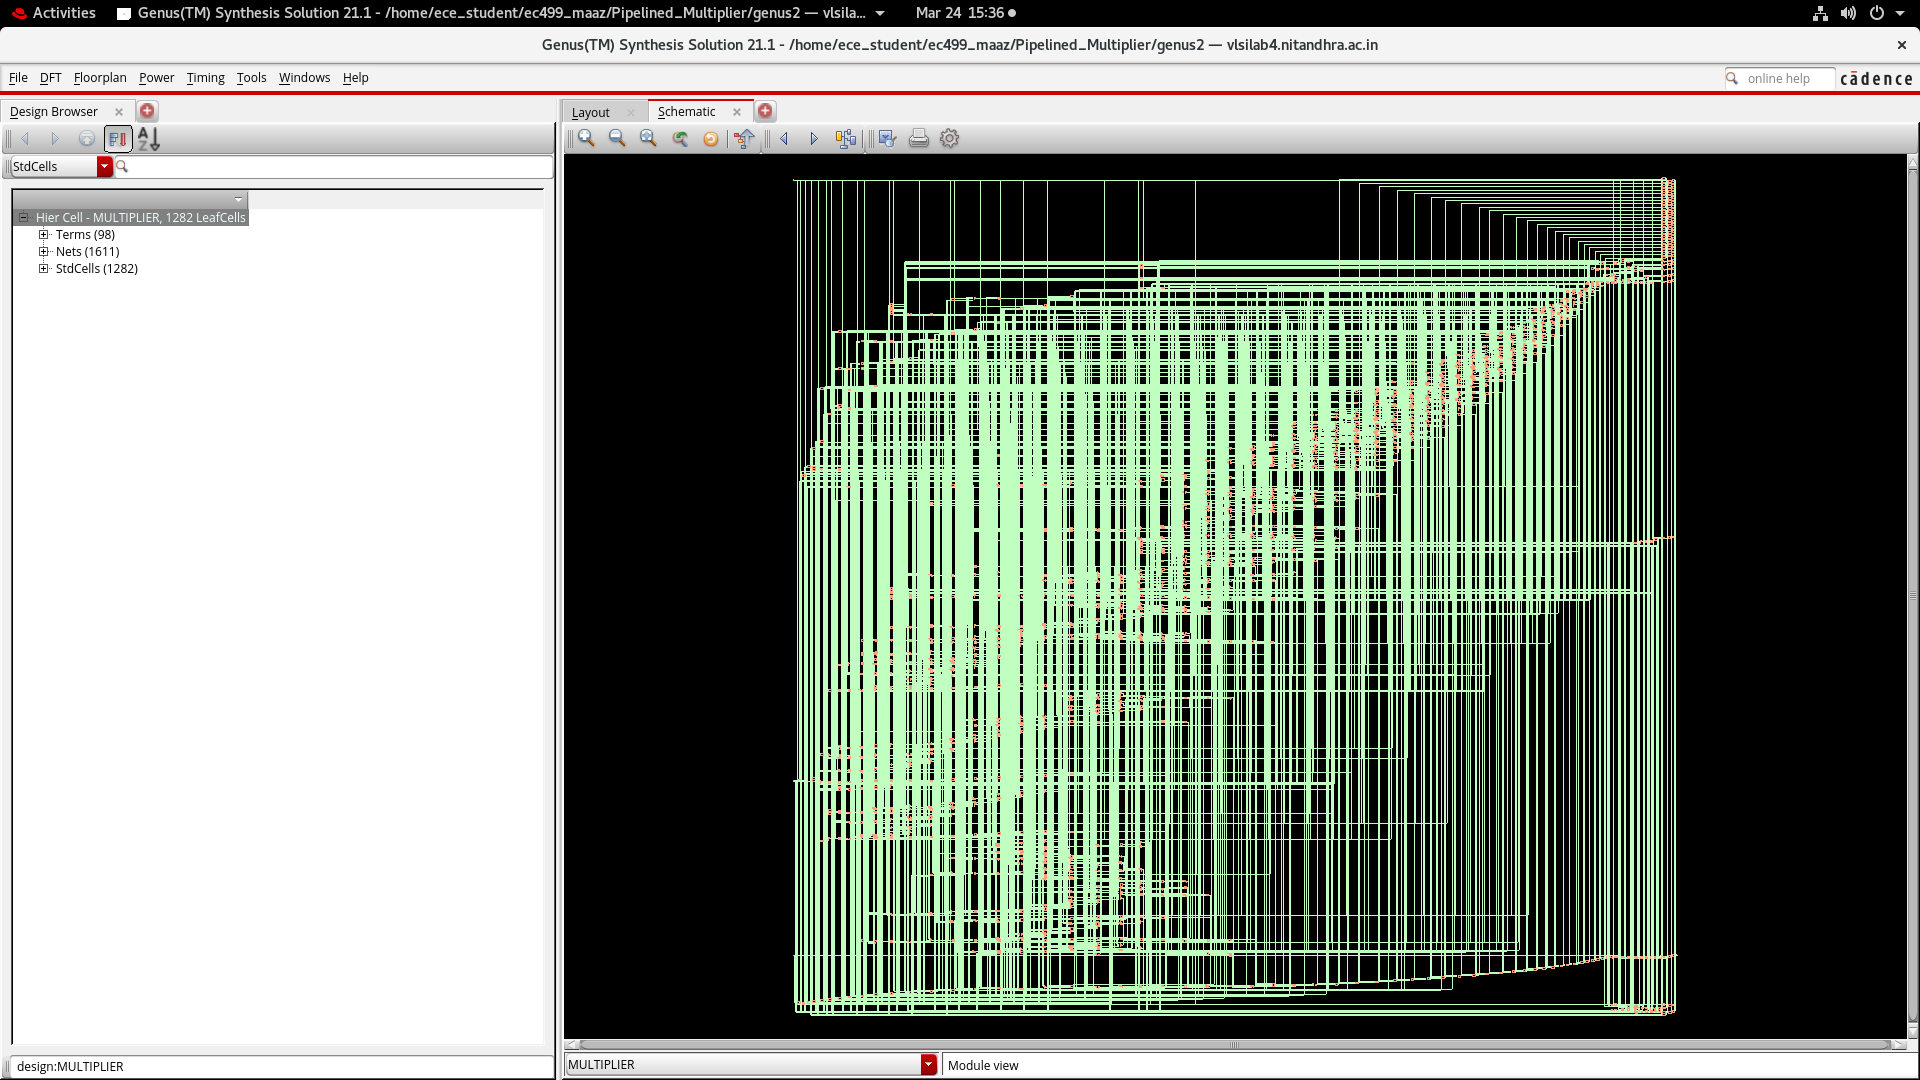 Activities
Genus(TM) Synthesis Solution 21.1 - /home/ece_student/ec499_maaz/Pipelined_Multiplier/genus2 — vlsila...
Mar 24 15:36
Genus(TM) Synthesis Solution 21.1 - /home/ece_student/ec499_maaz/Pipelined_Multiplier/genus2 — vlsilab4.nitandhra.ac.in
File DFT Floorplan Power Timing Tools Windows Help
online help
cādence
Design Browser
Layout
Schematic
A
Z
StdCells
Hier Cell - MULTIPLIER, 1282 LeafCells
Terms (98)
Nets (1611)
StdCells (1282)
design:MULTIPLIER
MULTIPLIER
Module view